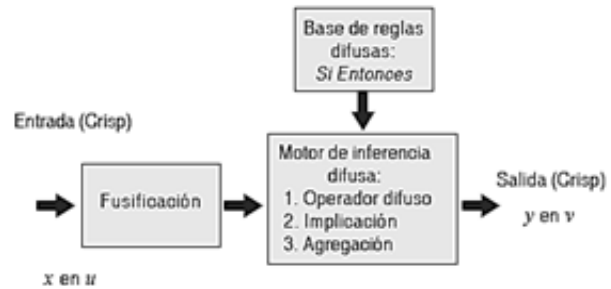 Base de reglas
difusas:
Si Entonces
Entrada (Crisp)
Motor de inferencia
difusa:
1. Operador difuso
2. Implicación
3. Agregación
Fusificación
Salida (Crisp)
y en v
x en u